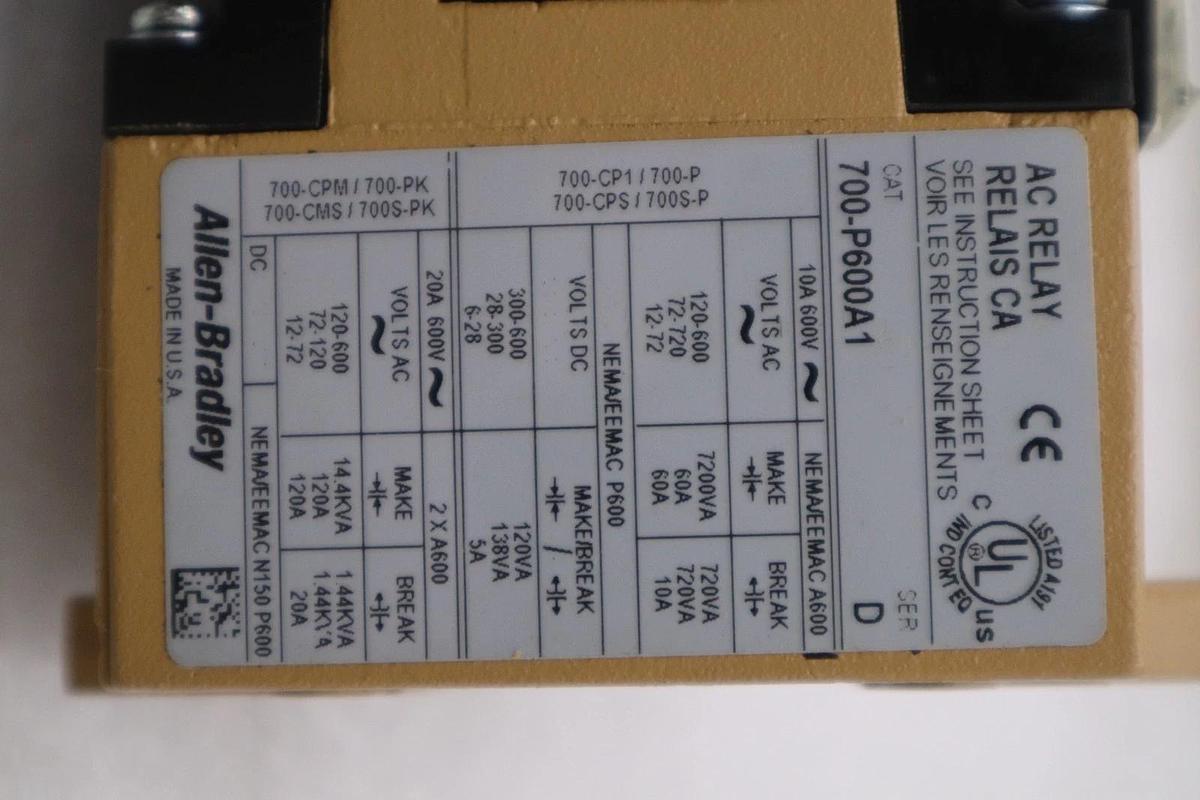 AC RELAY
RELAIS CA
CE
SEE INSTRUCTION SHEET
VOIR LES RENSEIGNEMENTS
LISTED 4191
C UL ® US
IND CONT EQ
CAT
SER
700-P600A1
D
700-CP1 / 700-P
700-CPS / 700S-P
10A 600V ~
NEMA/EEMAC A600
VOLTS AC ~
MAKE
BREAK
120-600 7200VA 720VA
72-720 60A 720VA
12-72 60A 10A
NEMA/EEMAC P600
VOLTS DC
MAKE/BREAK
/
300-600 120VA
28-300 138VA
6-28 5A
700-CPM / 700-PK
700-CMS / 700S-PK
20A 600V ~
2 X A600
VOLTS AC ~
MAKE
BREAK
120-600 14.4KVA 1.44KVA
72-120 120A 1.44KVA
12-72 120A 20A
DC
NEMA/EEMAC N150 P600
Allen-Bradley
MADE IN U.S.A.